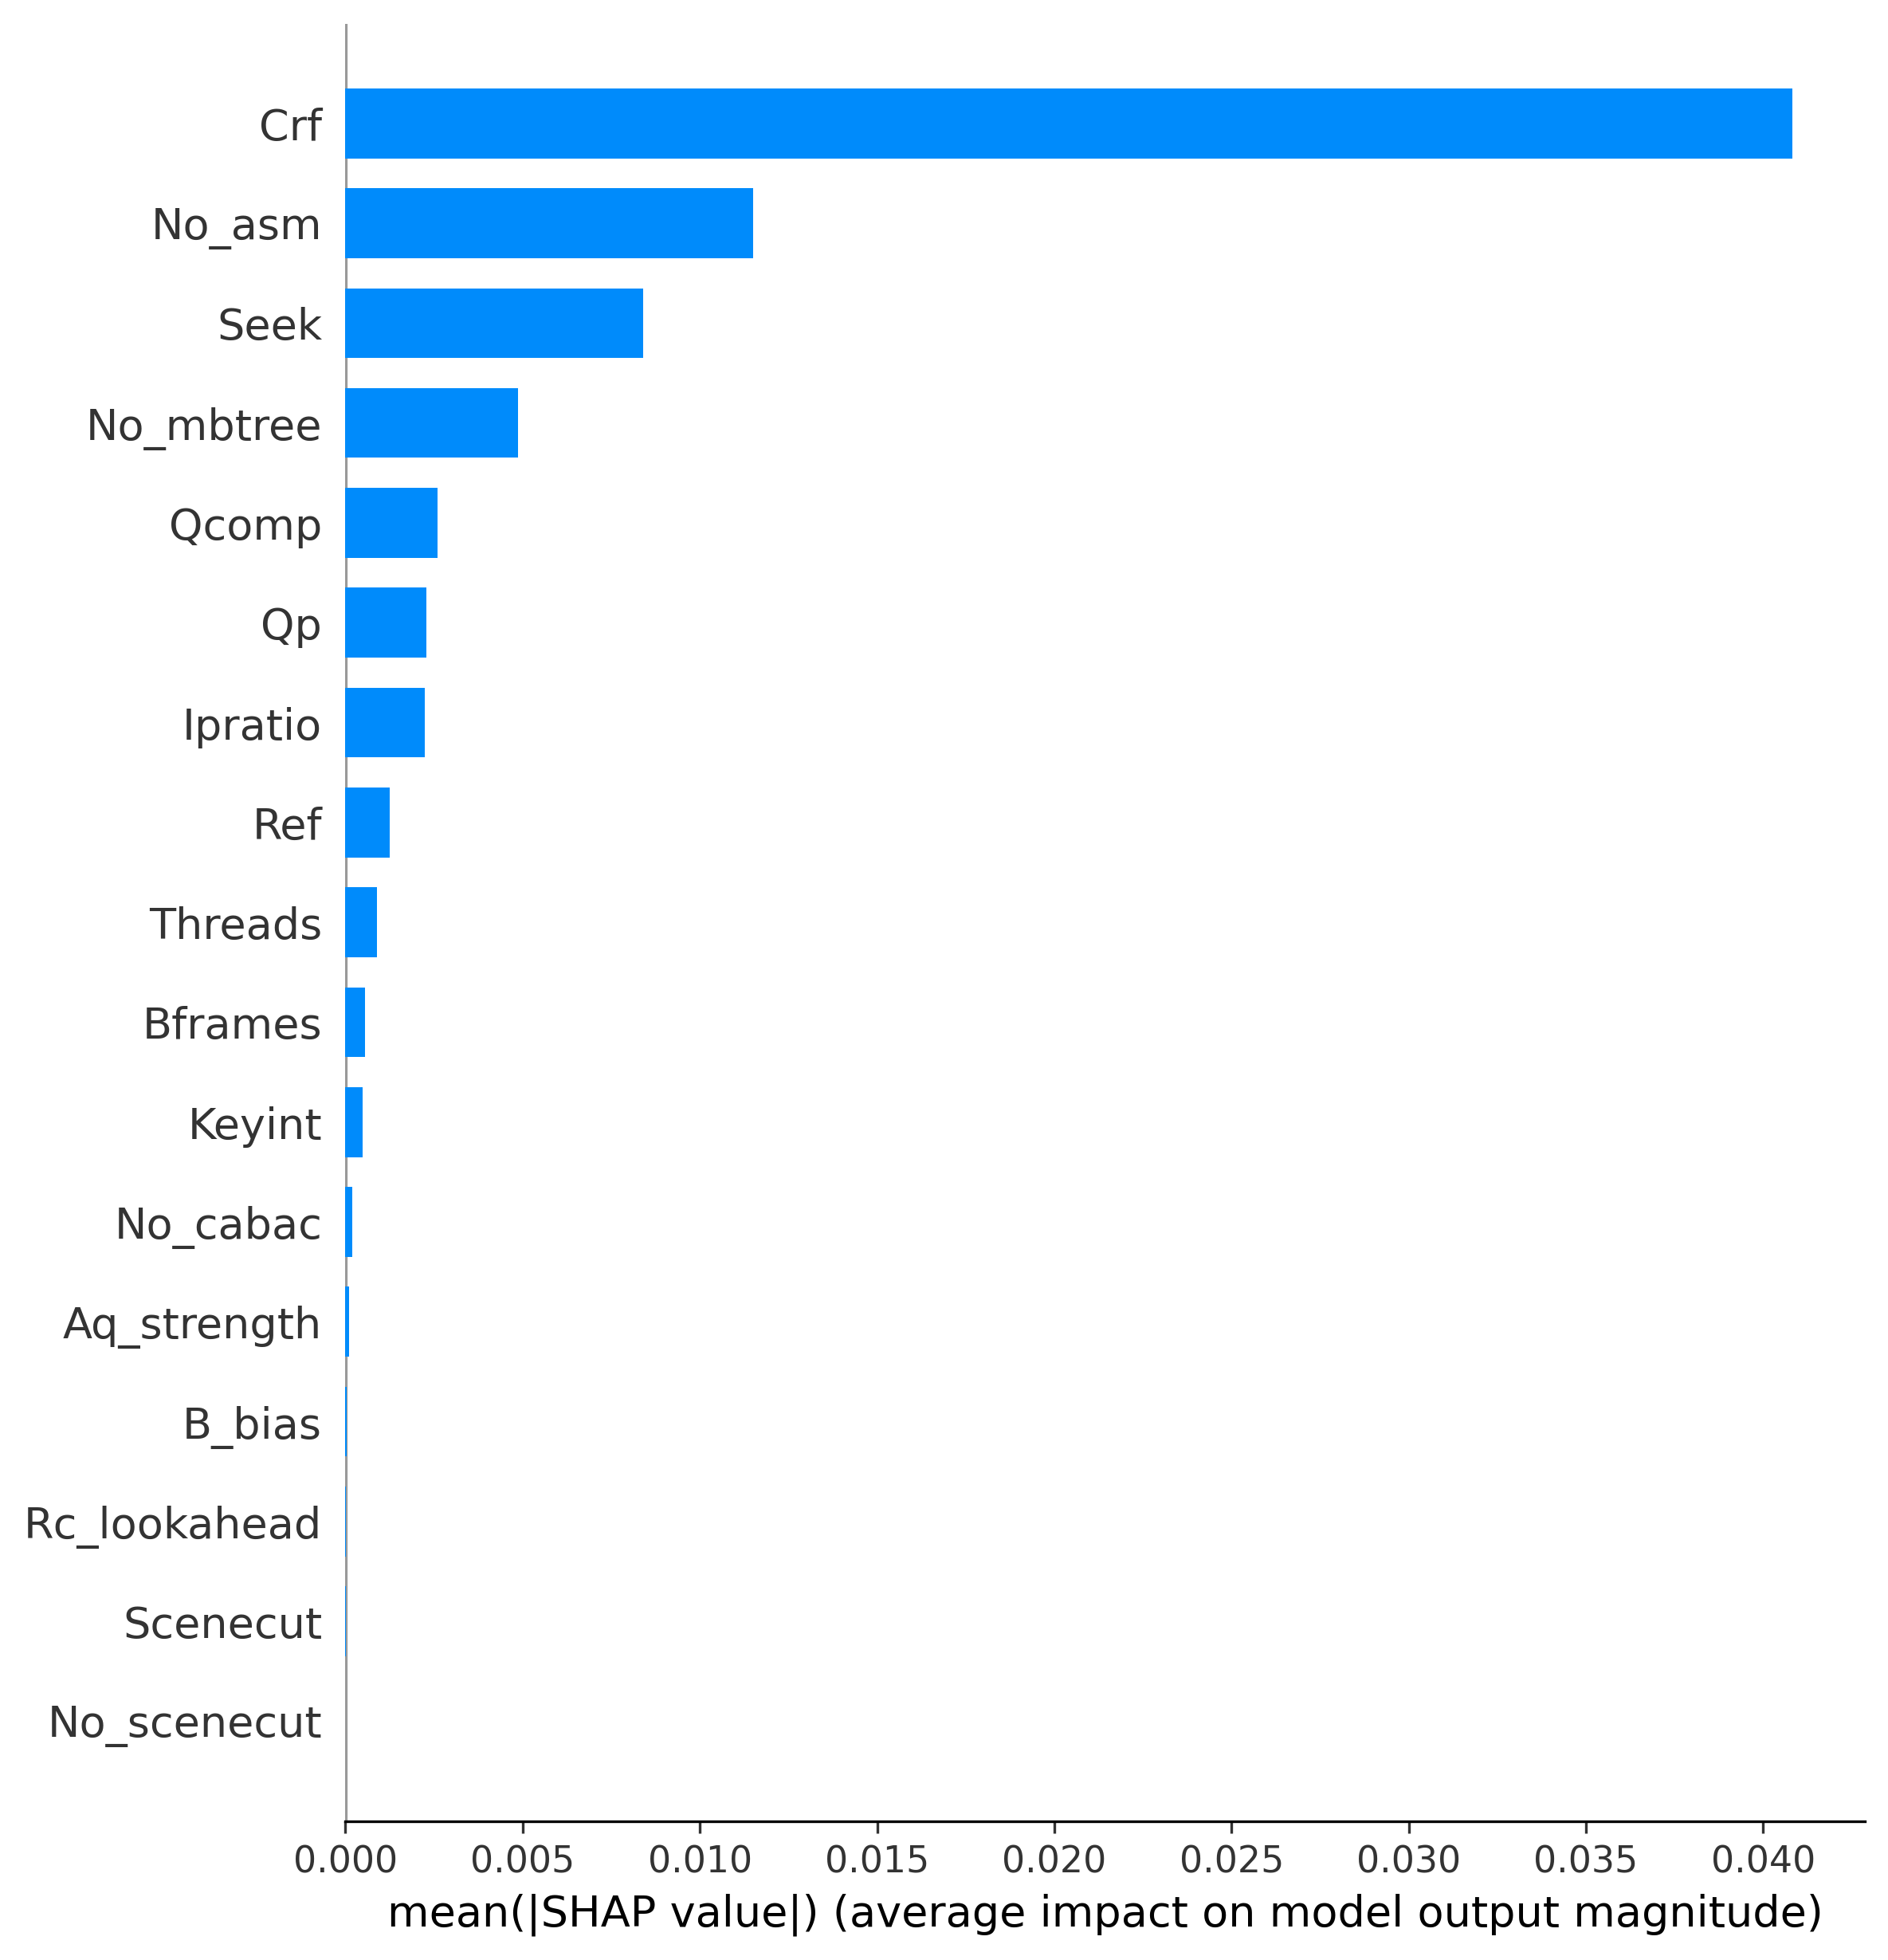 Crf
No_asm
Seek
No_mbtree
Qcomp
Qp
Ipratio
Ref
Threads
Bframes
Keyint
No_cabac
Aq_strength
B_bias
Rc_lookahead
Scenecut
No_scenecut
0.000 0.005 0.010 0.015 0.020 0.025 0.030 0.035 0.040
mean(|SHAP value|) (average impact on model output magnitude)